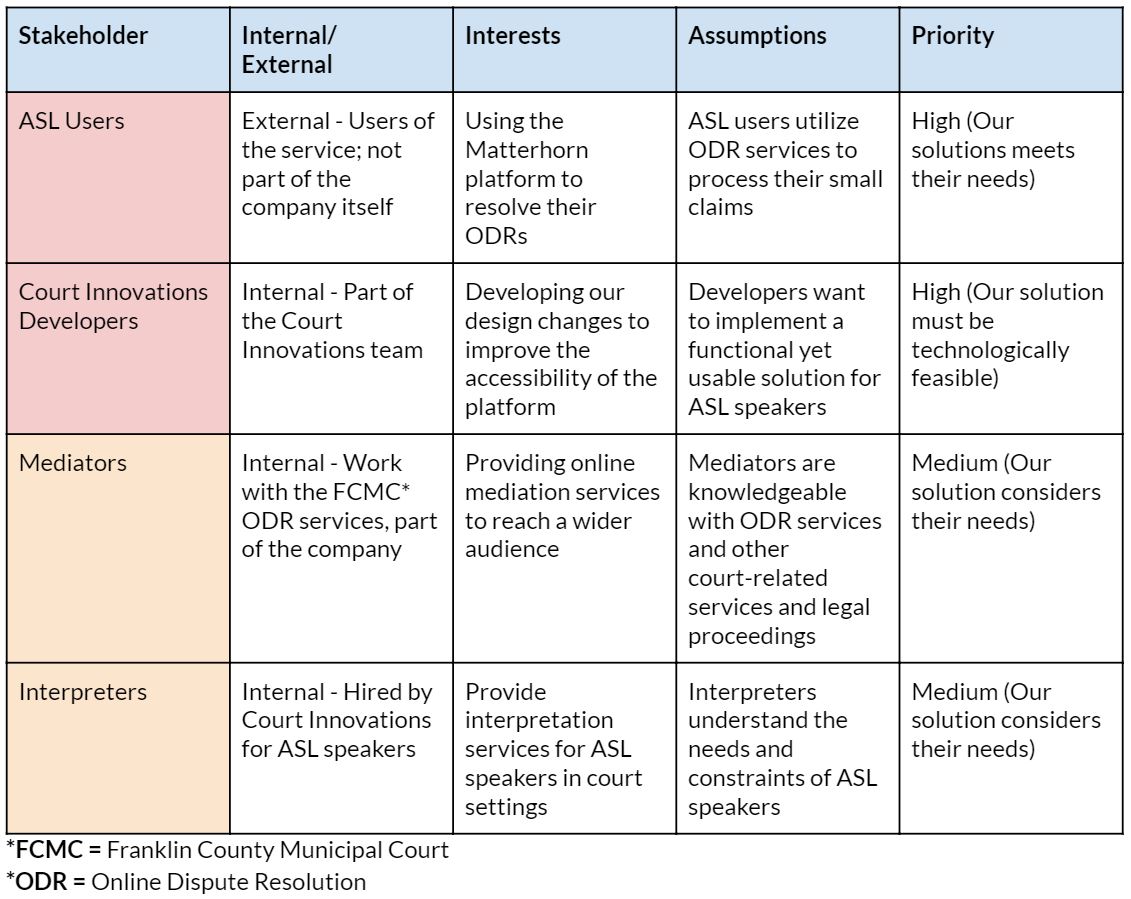 Stakeholder
Internal/
External
Interests
Assumptions
Priority
ASL Users
External - Users of
the service; not
part of the
company itself
Using the
Matterhorn
platform to
resolve their
ODRs
ASL users utilize
ODR services to
process their small
claims
High (Our
solutions meets
their needs)
Court Innovations
Developers
Internal - Part of
the Court
Innovations team
Developing our
design changes to
improve the
accessibility of the
platform
Developers want
to implement a
functional yet
usable solution for
ASL speakers
High (Our solution
must be
technologically
feasible)
Mediators
Internal - Work
with the FCMC*
ODR services, part
of the company
Providing online
mediation services
to reach a wider
audience
Mediators are
knowledgeable
with ODR services
and other
court-related
services and legal
proceedings
Medium (Our
solution considers
their needs)
Interpreters
Internal - Hired by
Court Innovations
for ASL speakers
Provide
interpretation
services for ASL
speakers in court
settings
Interpreters
understand the
needs and
constraints of ASL
speakers
Medium (Our
solution considers
their needs)
*FCMC = Franklin County Municipal Court
*ODR = Online Dispute Resolution